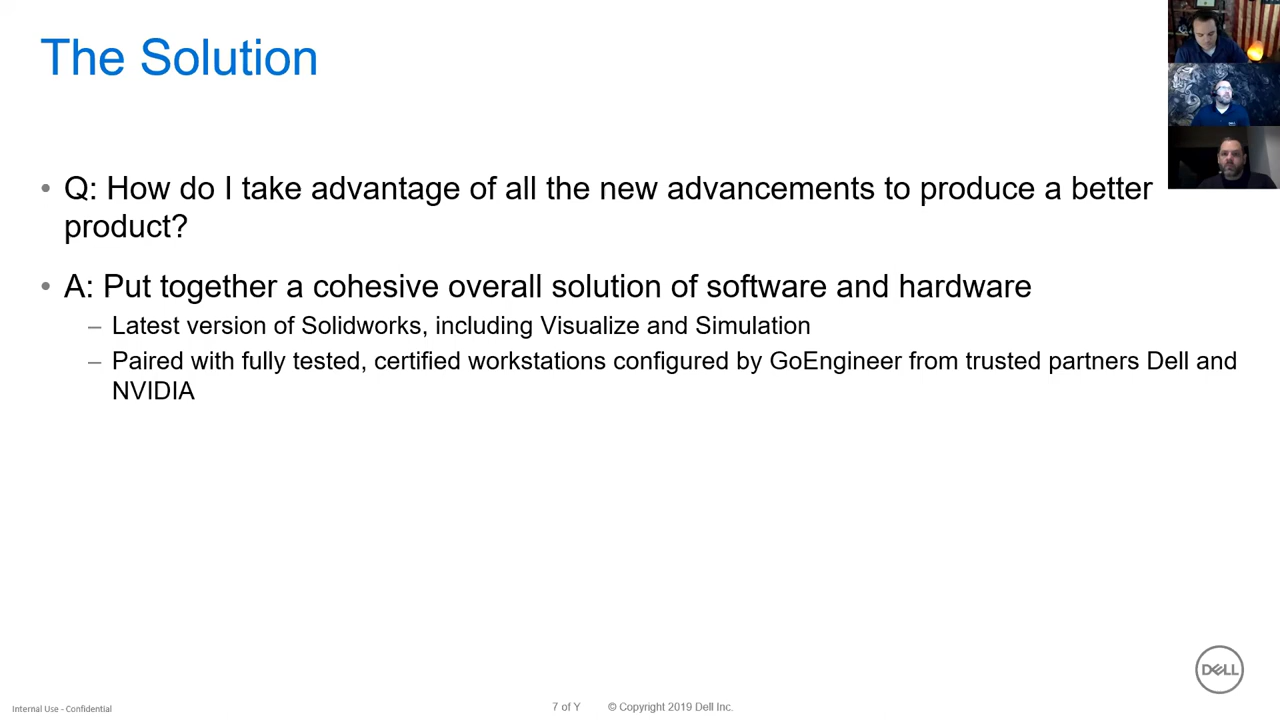 The Solution
• Q: How do I take advantage of all the new advancements to produce a better
product?
• A: Put together a cohesive overall solution of software and hardware
– Latest version of Solidworks, including Visualize and Simulation
– Paired with fully tested, certified workstations configured by GoEngineer from trusted partners Dell and
NVIDIA
DELL
Internal Use - Confidential
7 of Y
© Copyright 2019 Dell Inc.